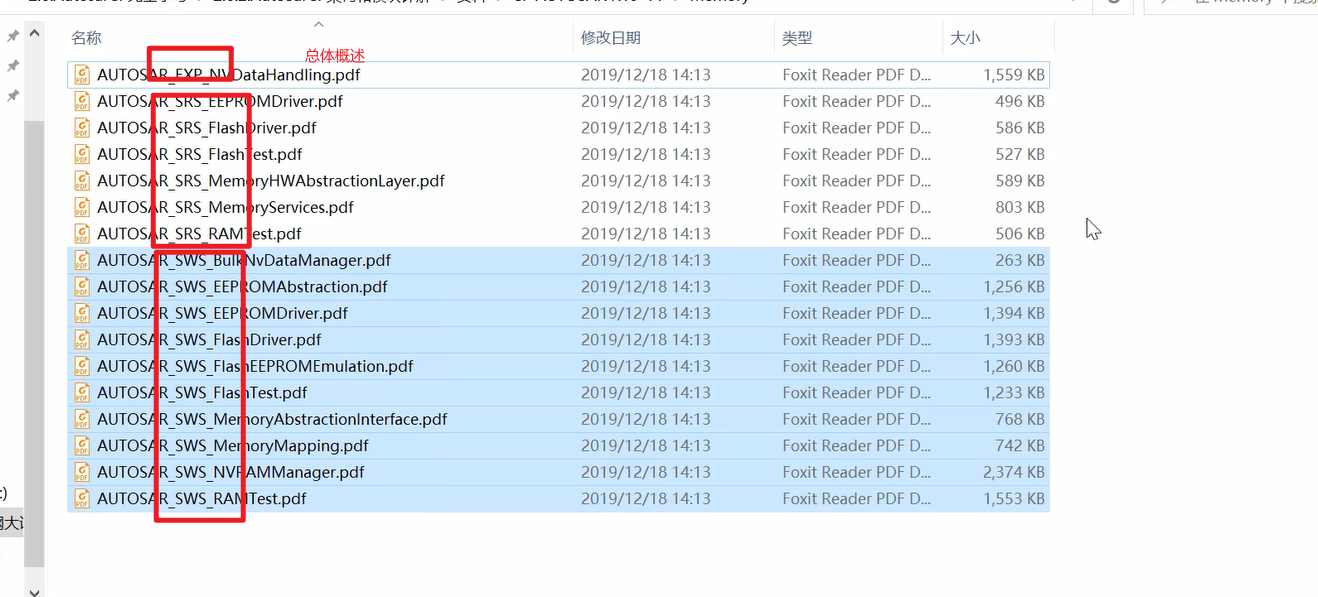 名称 修改日期 类型 大小
总体概述
AUTOSAR_EXP_NVDataHandling.pdf 2019/12/18 14:13 Foxit Reader PDF D... 1,559 KB
AUTOSAR_SRS_EEPROMDriver.pdf 2019/12/18 14:13 Foxit Reader PDF D... 496 KB
AUTOSAR_SRS_FlashDriver.pdf 2019/12/18 14:13 Foxit Reader PDF D... 586 KB
AUTOSAR_SRS_FlashTest.pdf 2019/12/18 14:13 Foxit Reader PDF D... 527 KB
AUTOSAR_SRS_MemoryHWAbstractionLayer.pdf 2019/12/18 14:13 Foxit Reader PDF D... 589 KB
AUTOSAR_SRS_MemoryServices.pdf 2019/12/18 14:13 Foxit Reader PDF D... 803 KB
AUTOSAR_SRS_RAMTest.pdf 2019/12/18 14:13 Foxit Reader PDF D... 506 KB
AUTOSAR_SWS_BulkNvDataManager.pdf 2019/12/18 14:13 Foxit Reader PDF D... 263 KB
AUTOSAR_SWS_EEPROMAbstraction.pdf 2019/12/18 14:13 Foxit Reader PDF D... 1,256 KB
AUTOSAR_SWS_EEPROMDriver.pdf 2019/12/18 14:13 Foxit Reader PDF D... 1,394 KB
AUTOSAR_SWS_FlashDriver.pdf 2019/12/18 14:13 Foxit Reader PDF D... 1,393 KB
AUTOSAR_SWS_FlashEEPROMEmulation.pdf 2019/12/18 14:13 Foxit Reader PDF D... 1,260 KB
AUTOSAR_SWS_FlashTest.pdf 2019/12/18 14:13 Foxit Reader PDF D... 1,233 KB
AUTOSAR_SWS_MemoryAbstractionInterface.pdf 2019/12/18 14:13 Foxit Reader PDF D... 768 KB
AUTOSAR_SWS_MemoryMapping.pdf 2019/12/18 14:13 Foxit Reader PDF D... 742 KB
AUTOSAR_SWS_NVRAMManager.pdf 2019/12/18 14:13 Foxit Reader PDF D... 2,374 KB
AUTOSAR_SWS_RAMTest.pdf 2019/12/18 14:13 Foxit Reader PDF D... 1,553 KB